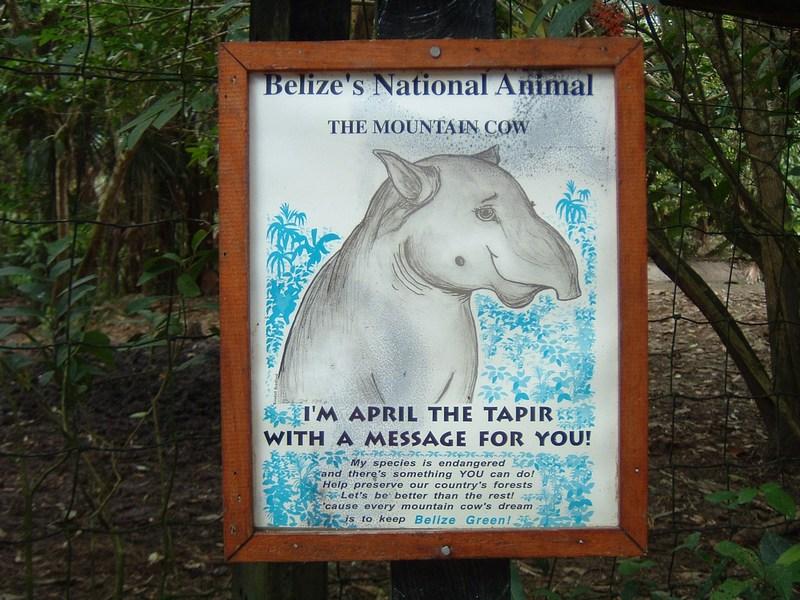 Belize's National Animal
THE MOUNTAIN COW
I'M APRIL THE TAPIR
WITH A MESSAGE FOR YOU!
My species is endangered
and there's something YOU can do!
Help preserve our country's forests
Let's be better than the rest!
'cause every mountain cow's dream
is to keep Belize Green!